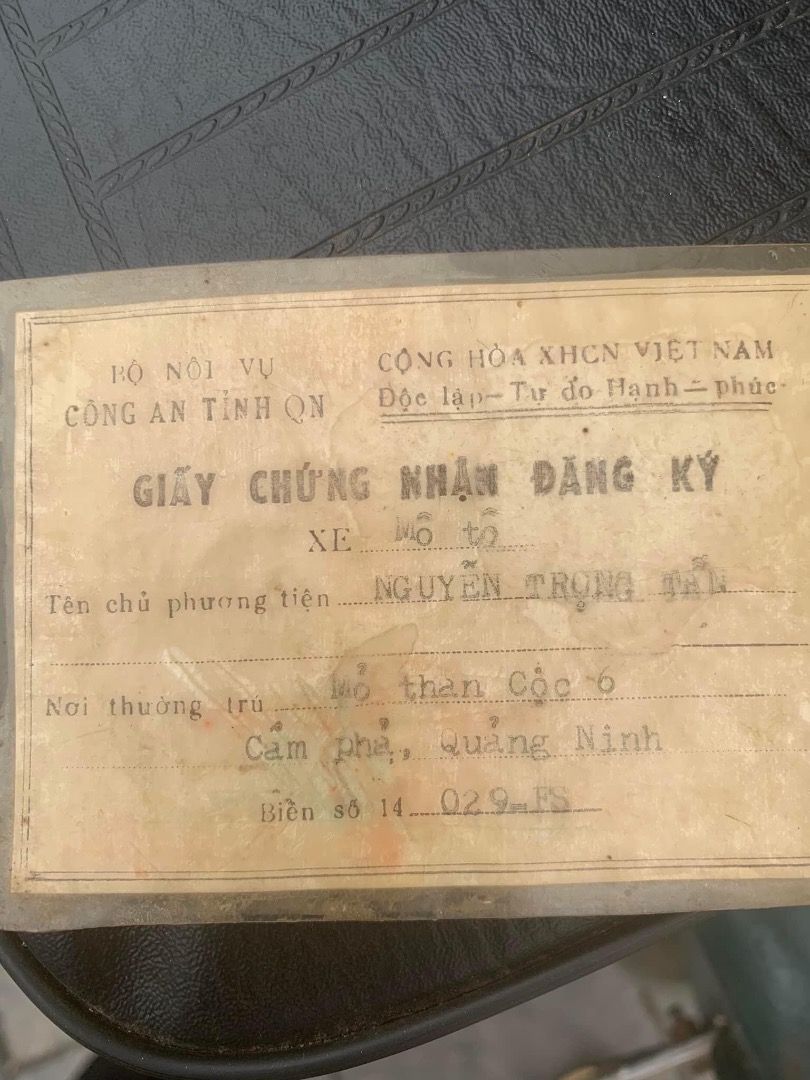 BỘ NỘI VỤ
CÔNG AN TỈNH QN
CỘNG HÒA XHCN VIỆT NAM
Độc lập - Tự do Hạnh - phúc
GIẤY CHỨNG NHẬN ĐĂNG KÝ
XE Mô tô
Tên chủ phương tiện NGUYỄN TRỌNG TẤN
Nơi thường trú Mỏ than Cọc 6
Cẩm phả, Quảng Ninh
Biển số 14 029-FS